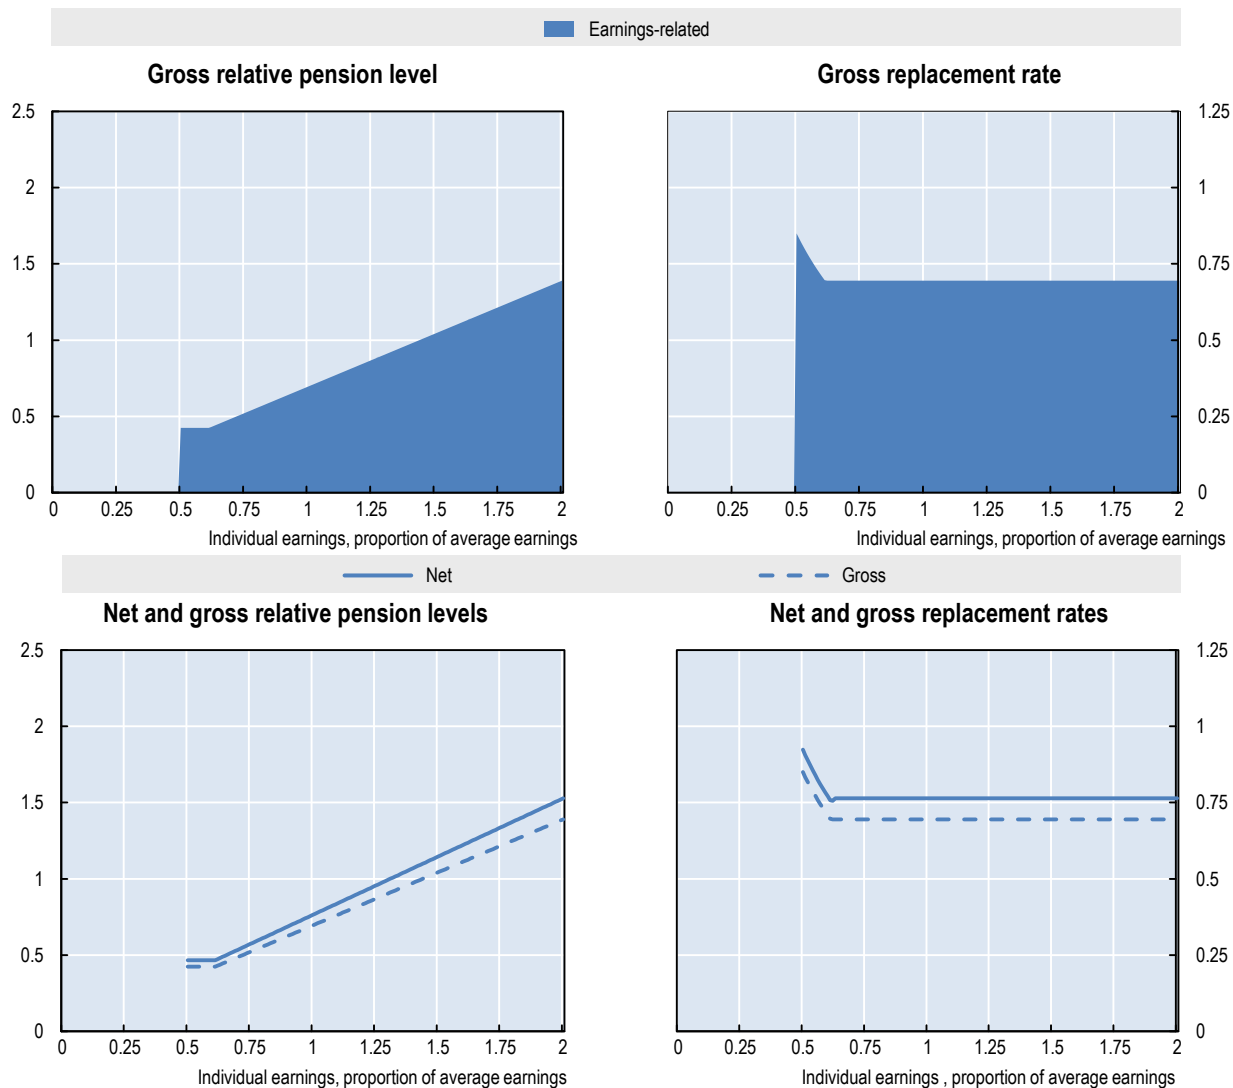 Earnings-related
Gross relative pension level
Gross replacement rate
2.5
2
1.5
1
0.5
0
0 0.25 0.5 0.75 1 1.25 1.5 1.75 2
Individual earnings, proportion of average earnings
1.25
1
0.75
0.5
0.25
0
0 0.25 0.5 0.75 1 1.25 1.5 1.75 2
Individual earnings, proportion of average earnings
Net Gross
Net and gross relative pension levels
Net and gross replacement rates
2.5
2
1.5
1
0.5
0
0 0.25 0.5 0.75 1 1.25 1.5 1.75 2
Individual earnings, proportion of average earnings
1.25
1
0.75
0.5
0.25
0
0 0.25 0.5 0.75 1 1.25 1.5 1.75 2
Individual earnings , proportion of average earnings